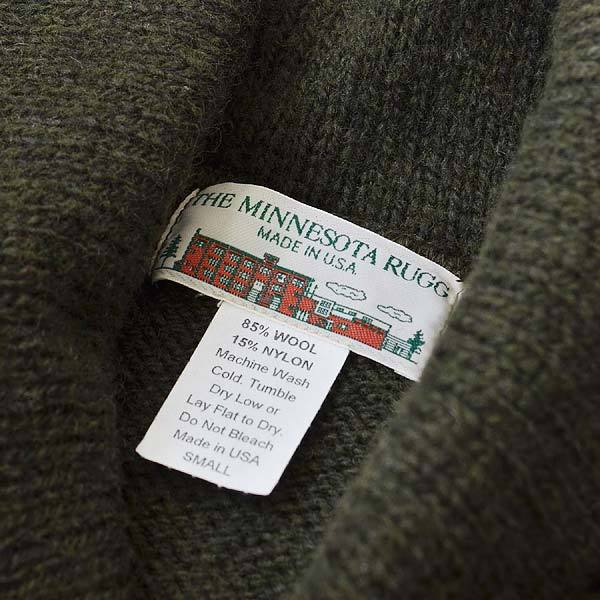 THE MINNESOTA RUGG
MADE IN U.S.A.
85% WOOL
15% NYLON
Machine Wash
Cold. Tumble
Dry Low or
Lay Flat to Dry.
Do Not Bleach
Made in USA
SMALL